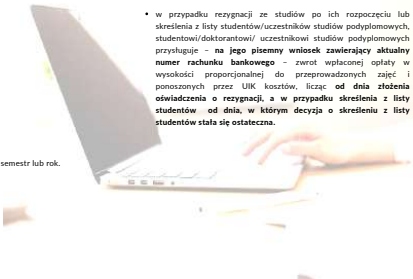 • w przypadku rezygnacji ze studiów po ich rozpoczęciu lub
skreślenia z listy studentów/uczestników studiów podyplomowych,
studentowi/doktorantowi/ uczestnikowi studiów podyplomowych
przysługuje – na jego pisemny wniosek zawierający aktualny
numer rachunku bankowego – zwrot wpłaconej opłaty w
wysokości proporcjonalnej do przeprowadzonych zajęć i
ponoszonych przez UIK kosztów, licząc od dnia złożenia
oświadczenia o rezygnacji, a w przypadku skreślenia z listy
studentów od dnia, w którym decyzja o skreśleniu z listy
studentów stała się ostateczna.
semestr lub rok.